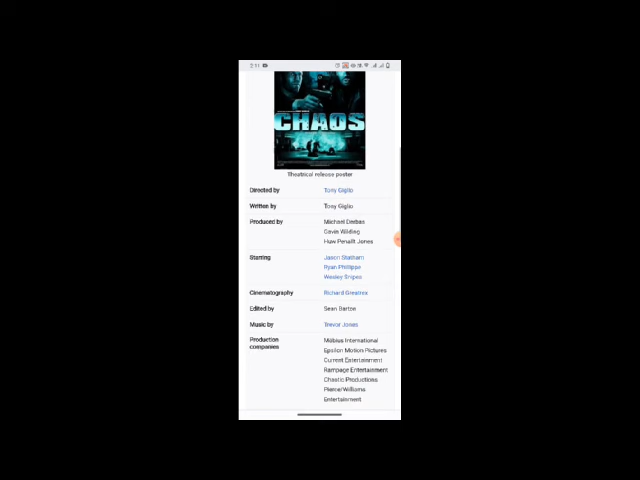 CHAOS
Theatrical release poster
Directed by Tony Giglio
Written by Tony Giglio
Produced by Michael Derbas
Gavin Wilding
Huw Penallt Jones
Starring Jason Statham
Ryan Phillippe
Wesley Snipes
Cinematography Richard Greatrex
Edited by Sean Barton
Music by Trevor Jones
Production Möbius International
companies Epsilon Motion Pictures
Current Entertainment
Rampage Entertainment
Chaotic Productions
Pierce/Williams
Entertainment